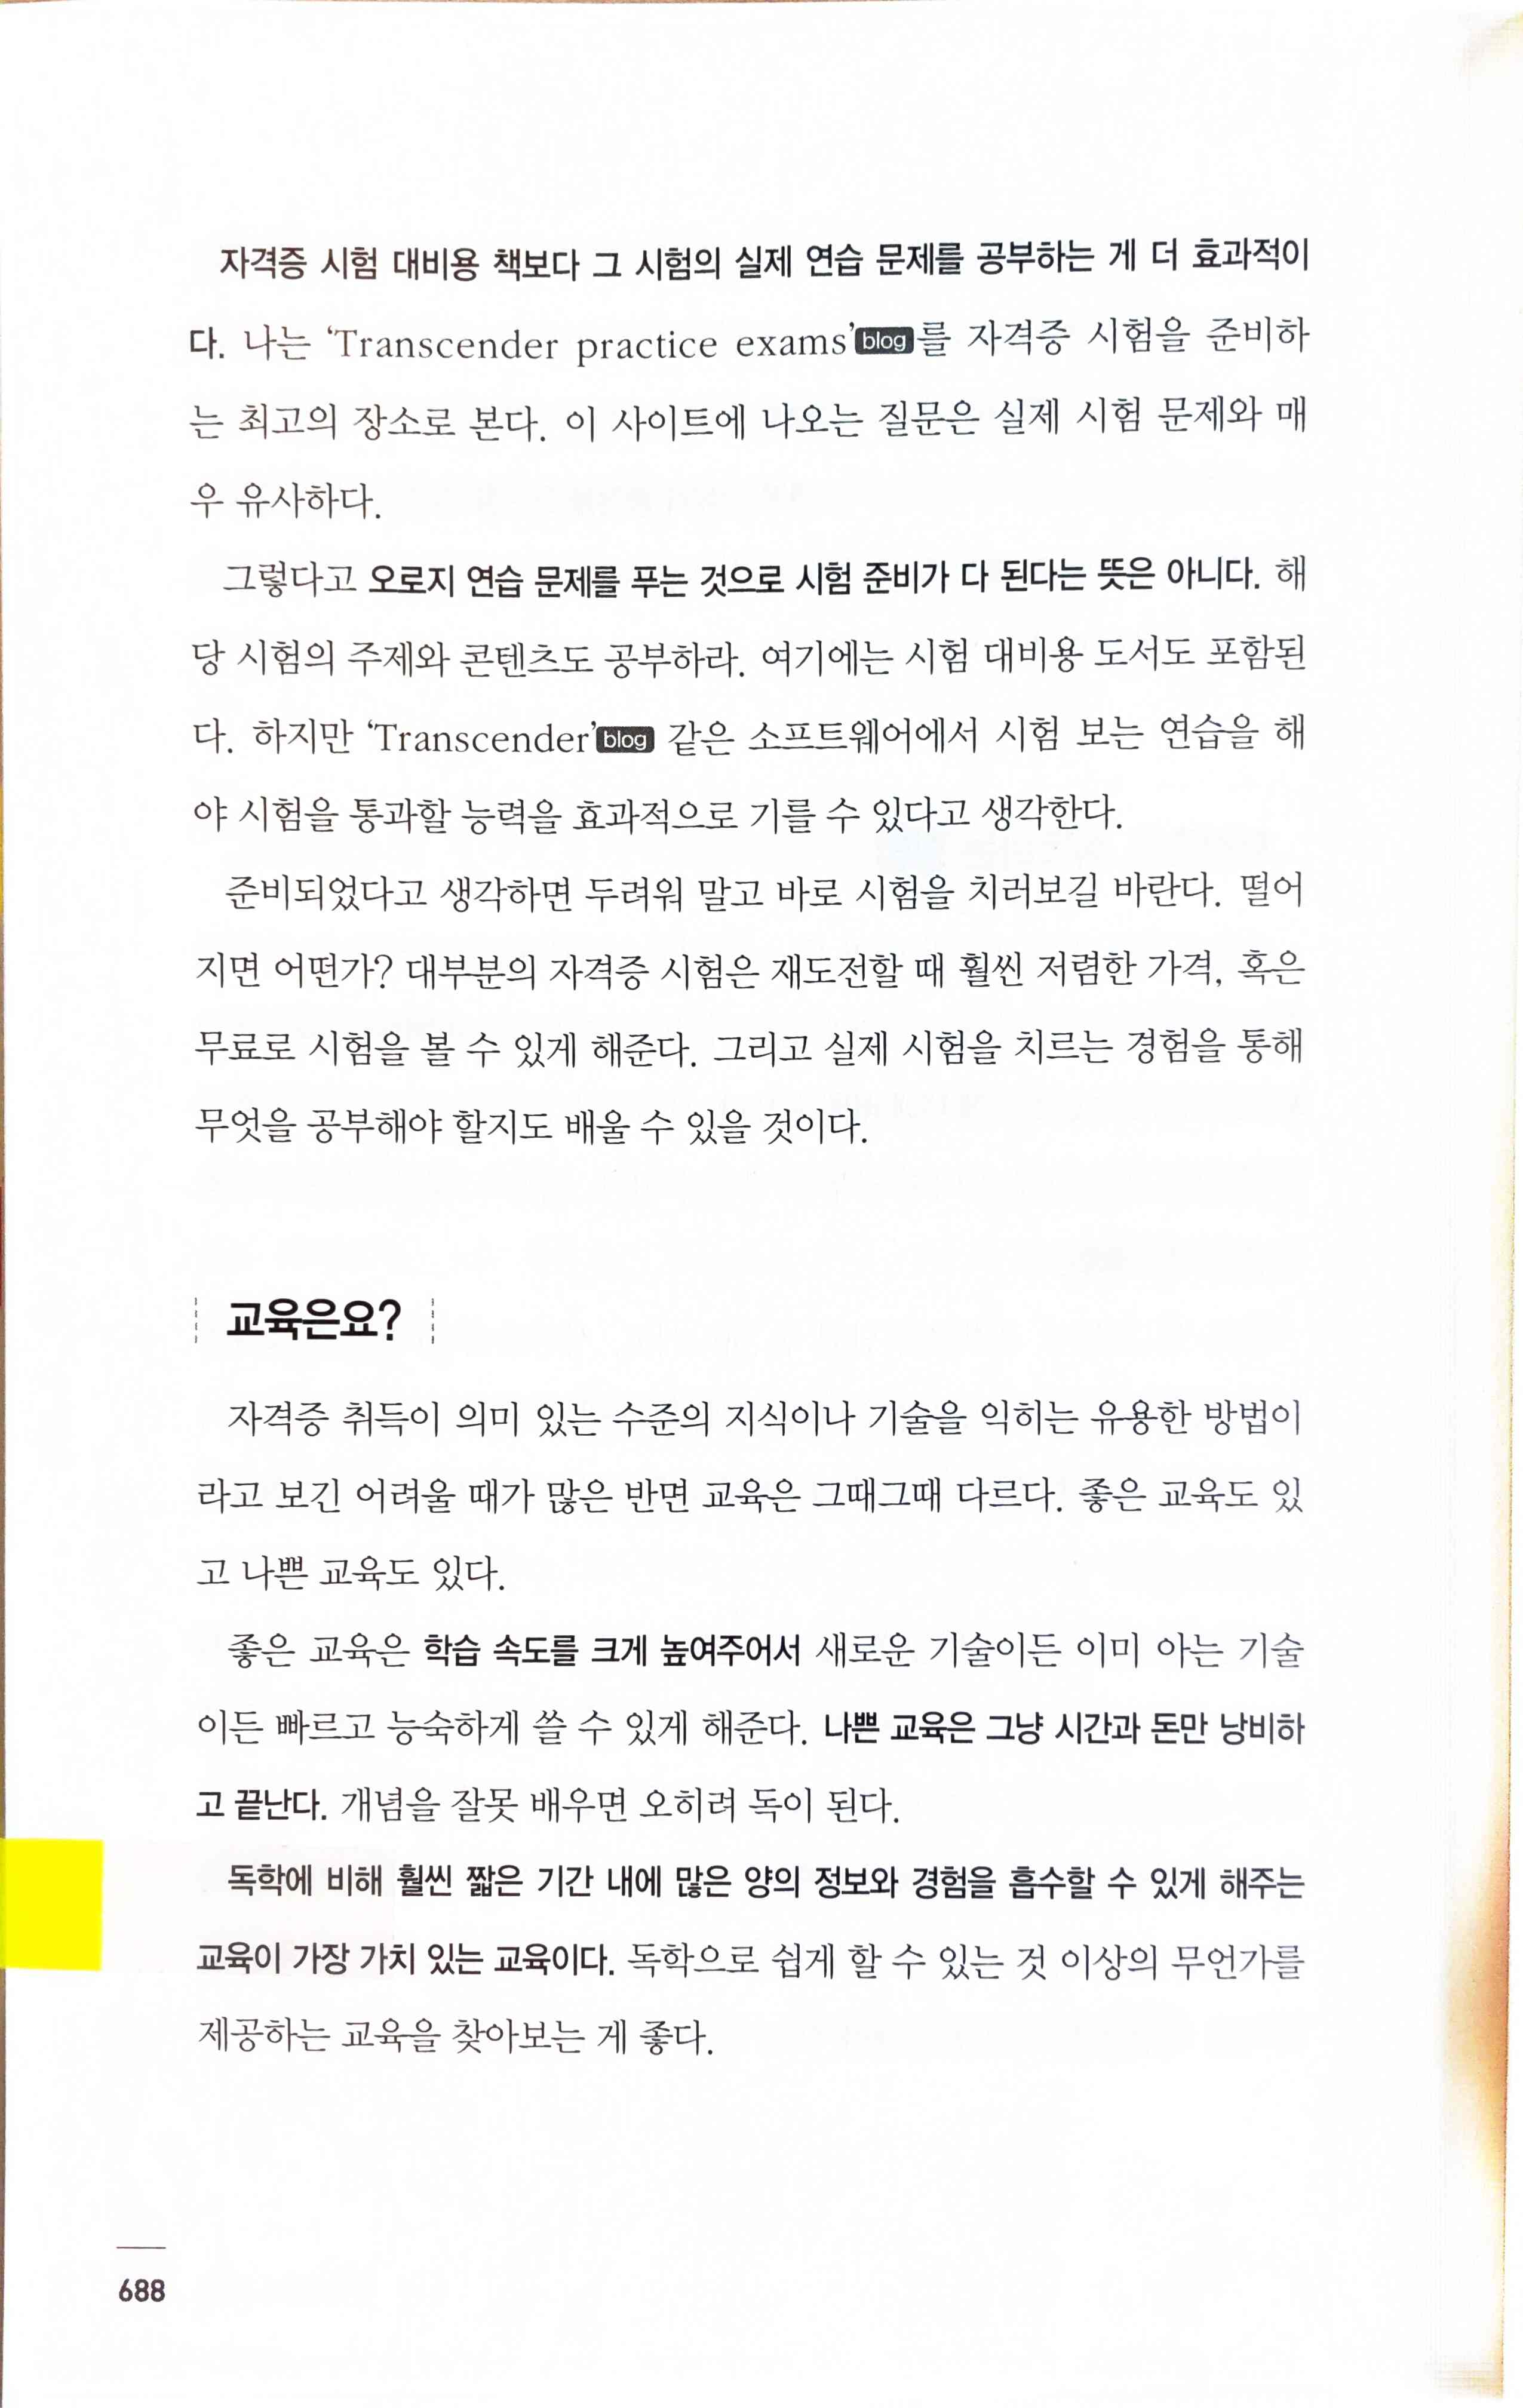 자격증 시험 대비용 책보다 그 시험의 실제 연습 문제를 공부하는 게 더 효과적이
다. 나는 ‘Transcender practice exams’blog를 자격증 시험을 준비하
는 최고의 장소로 본다. 이 사이트에 나오는 질문은 실제 시험 문제와 매
우 유사하다.
그렇다고 오로지 연습 문제를 푸는 것으로 시험 준비가 다 된다는 뜻은 아니다. 해
당 시험의 주제와 콘텐츠도 공부하라. 여기에는 시험 대비용 도서도 포함된
다. 하지만 ‘Transcender’blog 같은 소프트웨어에서 시험 보는 연습을 해
야 시험을 통과할 능력을 효과적으로 기를 수 있다고 생각한다.
준비되었다고 생각하면 두려워 말고 바로 시험을 치러보길 바란다. 떨어
지면 어떤가? 대부분의 자격증 시험은 재도전할 때 훨씬 저렴한 가격, 혹은
무료로 시험을 볼 수 있게 해준다. 그리고 실제 시험을 치르는 경험을 통해
무엇을 공부해야 할지도 배울 수 있을 것이다.
교육은요?
자격증 취득이 의미 있는 수준의 지식이나 기술을 익히는 유용한 방법이
라고 보긴 어려울 때가 많은 반면 교육은 그때그때 다르다. 좋은 교육도 있
고 나쁜 교육도 있다.
좋은 교육은 학습 속도를 크게 높여주어서 새로운 기술이든 이미 아는 기술
이든 빠르고 능숙하게 쓸 수 있게 해준다. 나쁜 교육은 그냥 시간과 돈만 낭비하
고 끝난다. 개념을 잘못 배우면 오히려 독이 된다.
독학에 비해 훨씬 짧은 기간 내에 많은 양의 정보와 경험을 흡수할 수 있게 해주는
교육이 가장 가치 있는 교육이다. 독학으로 쉽게 할 수 있는 것 이상의 무언가를
제공하는 교육을 찾아보는 게 좋다.
688